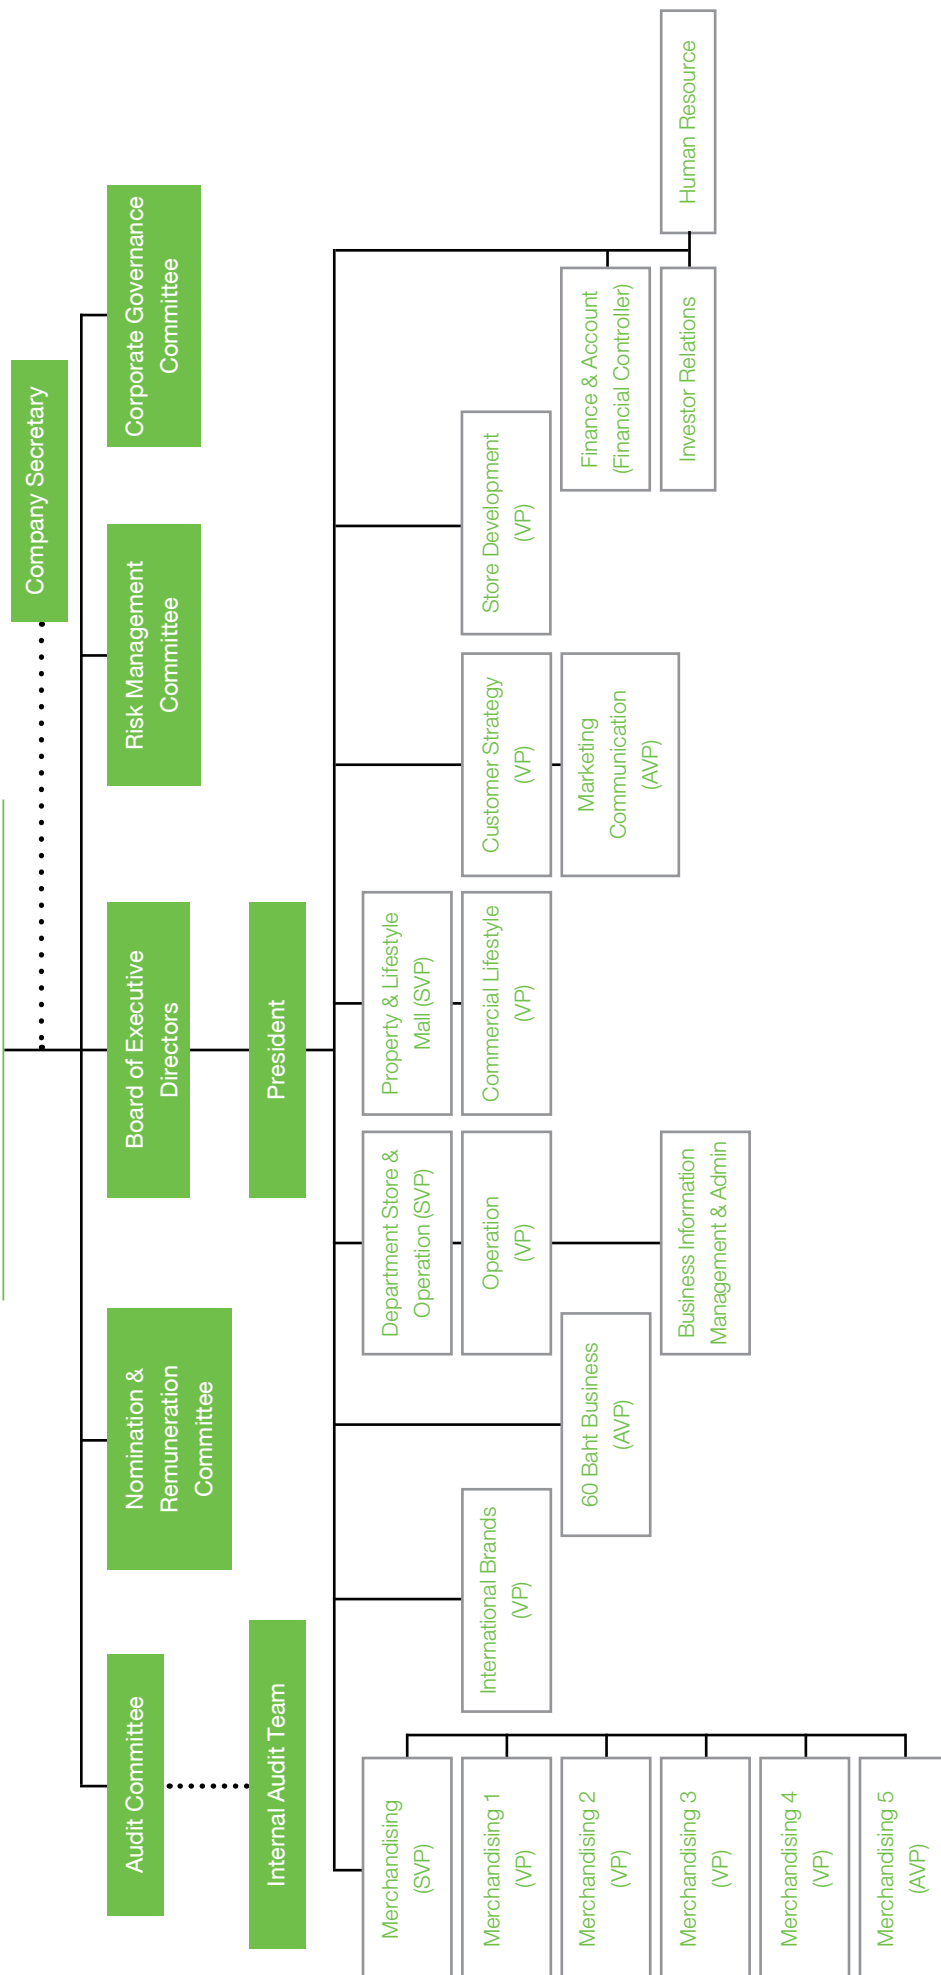 Company Secretary
Audit Committee
Nomination &
Remuneration
Committee
Board of Executive
Directors
Risk Management
Committee
Corporate Governance
Committee
Internal Audit Team
President
Merchandising
(SVP)
Merchandising 1
(VP)
Merchandising 2
(VP)
Merchandising 3
(VP)
Merchandising 4
(VP)
Merchandising 5
(AVP)
International Brands
(VP)
60 Baht Business
(AVP)
Department Store &
Operation (SVP)
Operation
(VP)
Business Information
Management & Admin
Property & Lifestyle
Mall (SVP)
Commercial Lifestyle
(VP)
Customer Strategy
(VP)
Marketing
Communication
(AVP)
Store Development
(VP)
Finance & Account
(Financial Controller)
Investor Relations
Human Resource